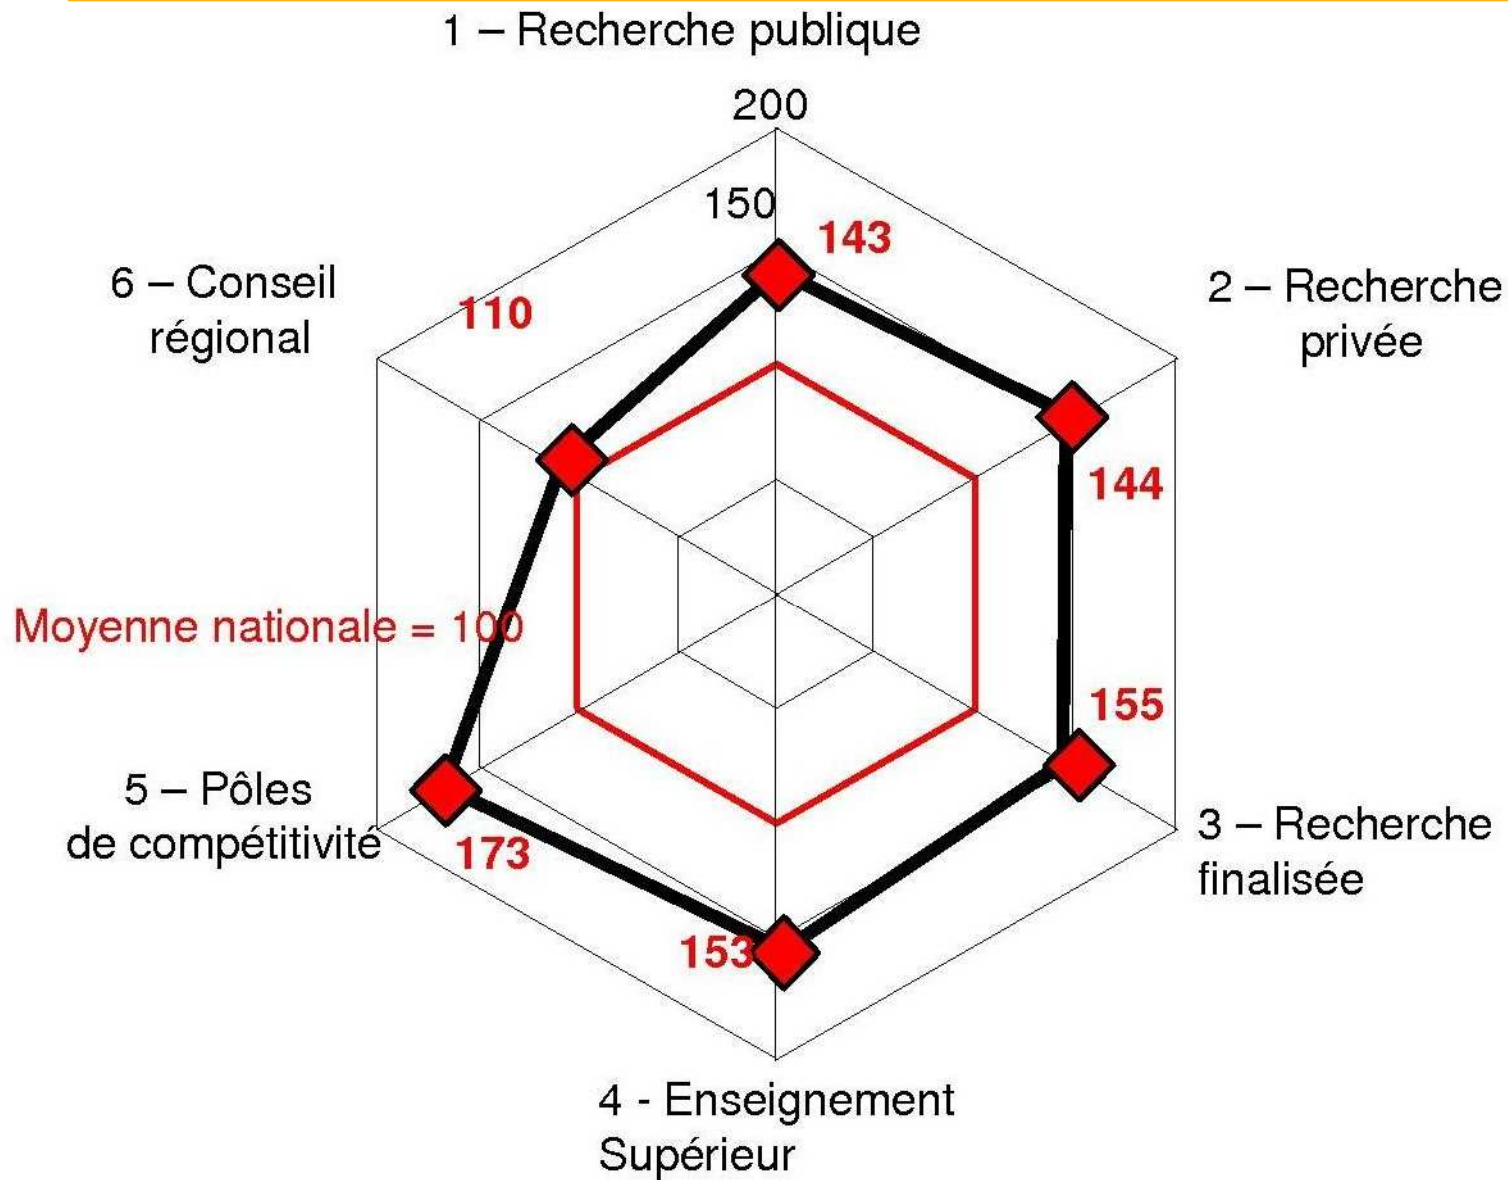 1 – Recherche publique
200
150
143
6 – Conseil
régional
110
2 – Recherche
privée
144
Moyenne nationale = 100
155
5 – Pôles
de compétitivité
173
3 – Recherche
finalisée
153
4 - Enseignement
Supérieur